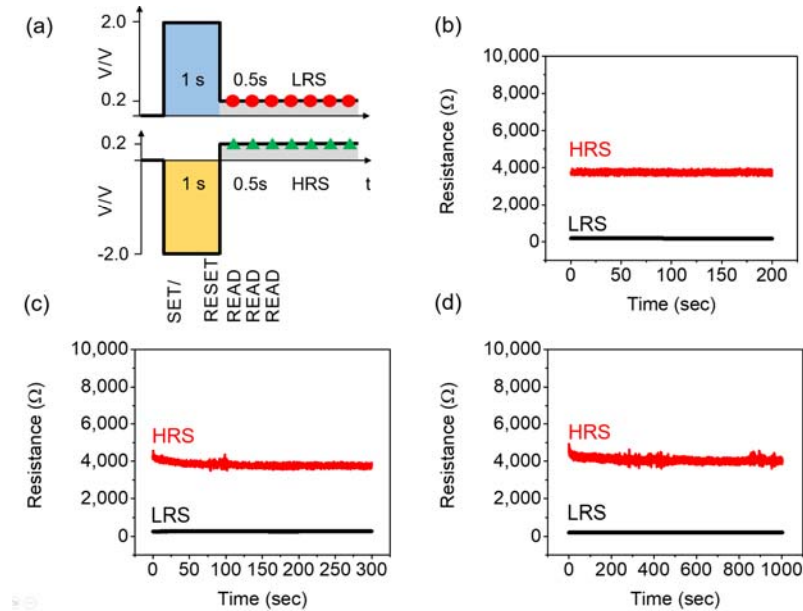 (a)
2.0
V/V
1 s
0.5s
LRS
0.2
0.2
V/V
1 s
0.5s
HRS
t
-2.0
SET/
RESET
READ
READ
READ
(b)
10,000
8,000
6,000
4,000
2,000
0
Resistance (Ω)
HRS
LRS
0 50 100 150 200
Time (sec)
(c)
10,000
8,000
6,000
4,000
2,000
0
Resistance (Ω)
HRS
LRS
0 50 100 150 200 250 300
Time (sec)
(d)
10,000
8,000
6,000
4,000
2,000
0
Resistance (Ω)
HRS
LRS
0 200 400 600 800 1000
Time (sec)